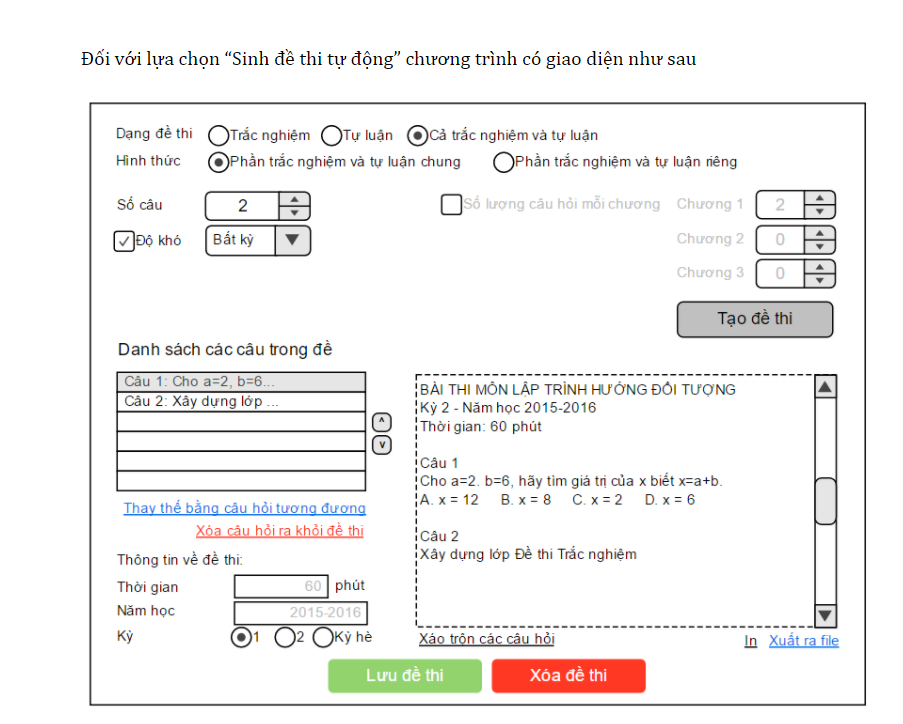 Đối với lựa chọn “Sinh đề thi tự động” chương trình có giao diện như sau
Dạng đề thi Trắc nghiệm Tự luận Cả trắc nghiệm và tự luận
Hình thức Phần trắc nghiệm và tự luận chung Phần trắc nghiệm và tự luận riêng
Số câu 2 Số lượng câu hỏi mỗi chương Chương 1 2
Độ khó Bất kỳ Chương 2 0
Chương 3 0
Tạo đề thi
Danh sách các câu trong đề
Câu 1: Cho a=2, b=6...
Câu 2: Xây dựng lớp ...
^
v
Thay thế bằng câu hỏi tương đương
Xóa câu hỏi ra khỏi đề thi
Thông tin về đề thi:
Thời gian 60 phút
Năm học 2015-2016
Kỳ 1 2 Kỳ hè
BÀI THI MÔN LẬP TRÌNH HƯỚNG ĐỐI TƯỢNG
Kỳ 2 - Năm học 2015-2016
Thời gian: 60 phút
Câu 1
Cho a=2. b=6, hãy tìm giá trị của x biết x=a+b.
A. x = 12 B. x = 8 C. x = 2 D. x = 6
Câu 2
Xây dựng lớp Đề thi Trắc nghiệm
Xáo trộn các câu hỏi In Xuất ra file
Lưu đề thi Xóa đề thi